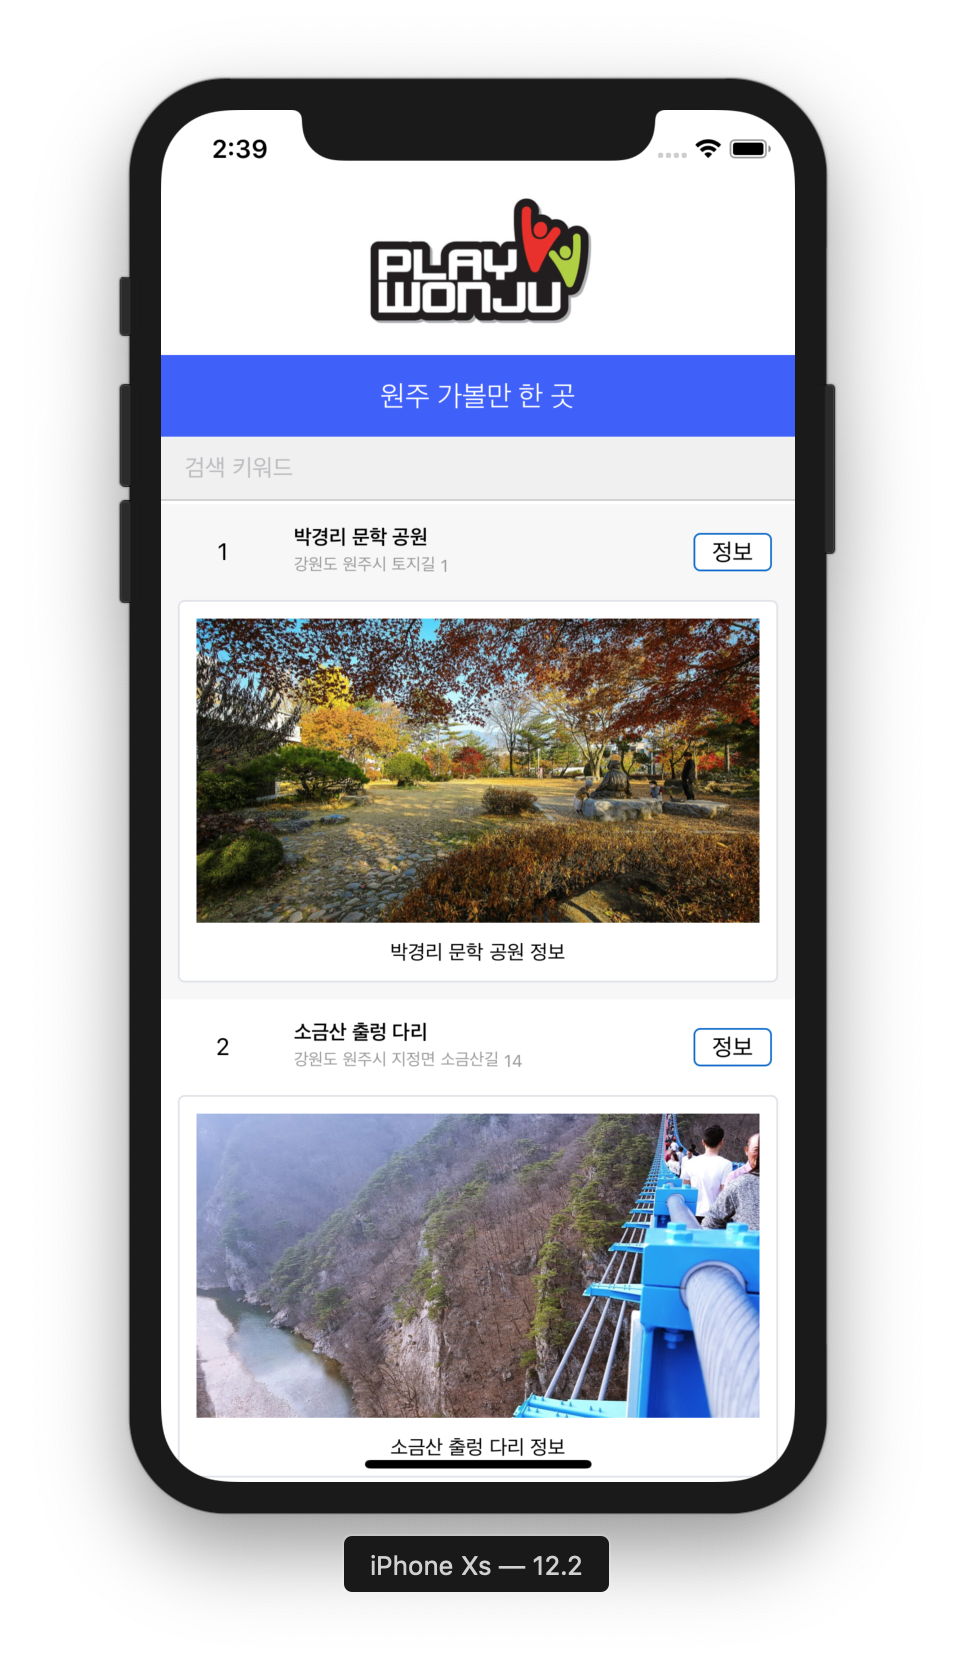 2:39
PLAY
WONJU
원주 가볼만 한 곳
검색 키워드
1
박경리 문학 공원
강원도 원주시 토지길 1
정보
박경리 문학 공원 정보
2
소금산 출렁 다리
강원도 원주시 지정면 소금산길 14
정보
소금산 출렁 다리 정보
iPhone Xs — 12.2